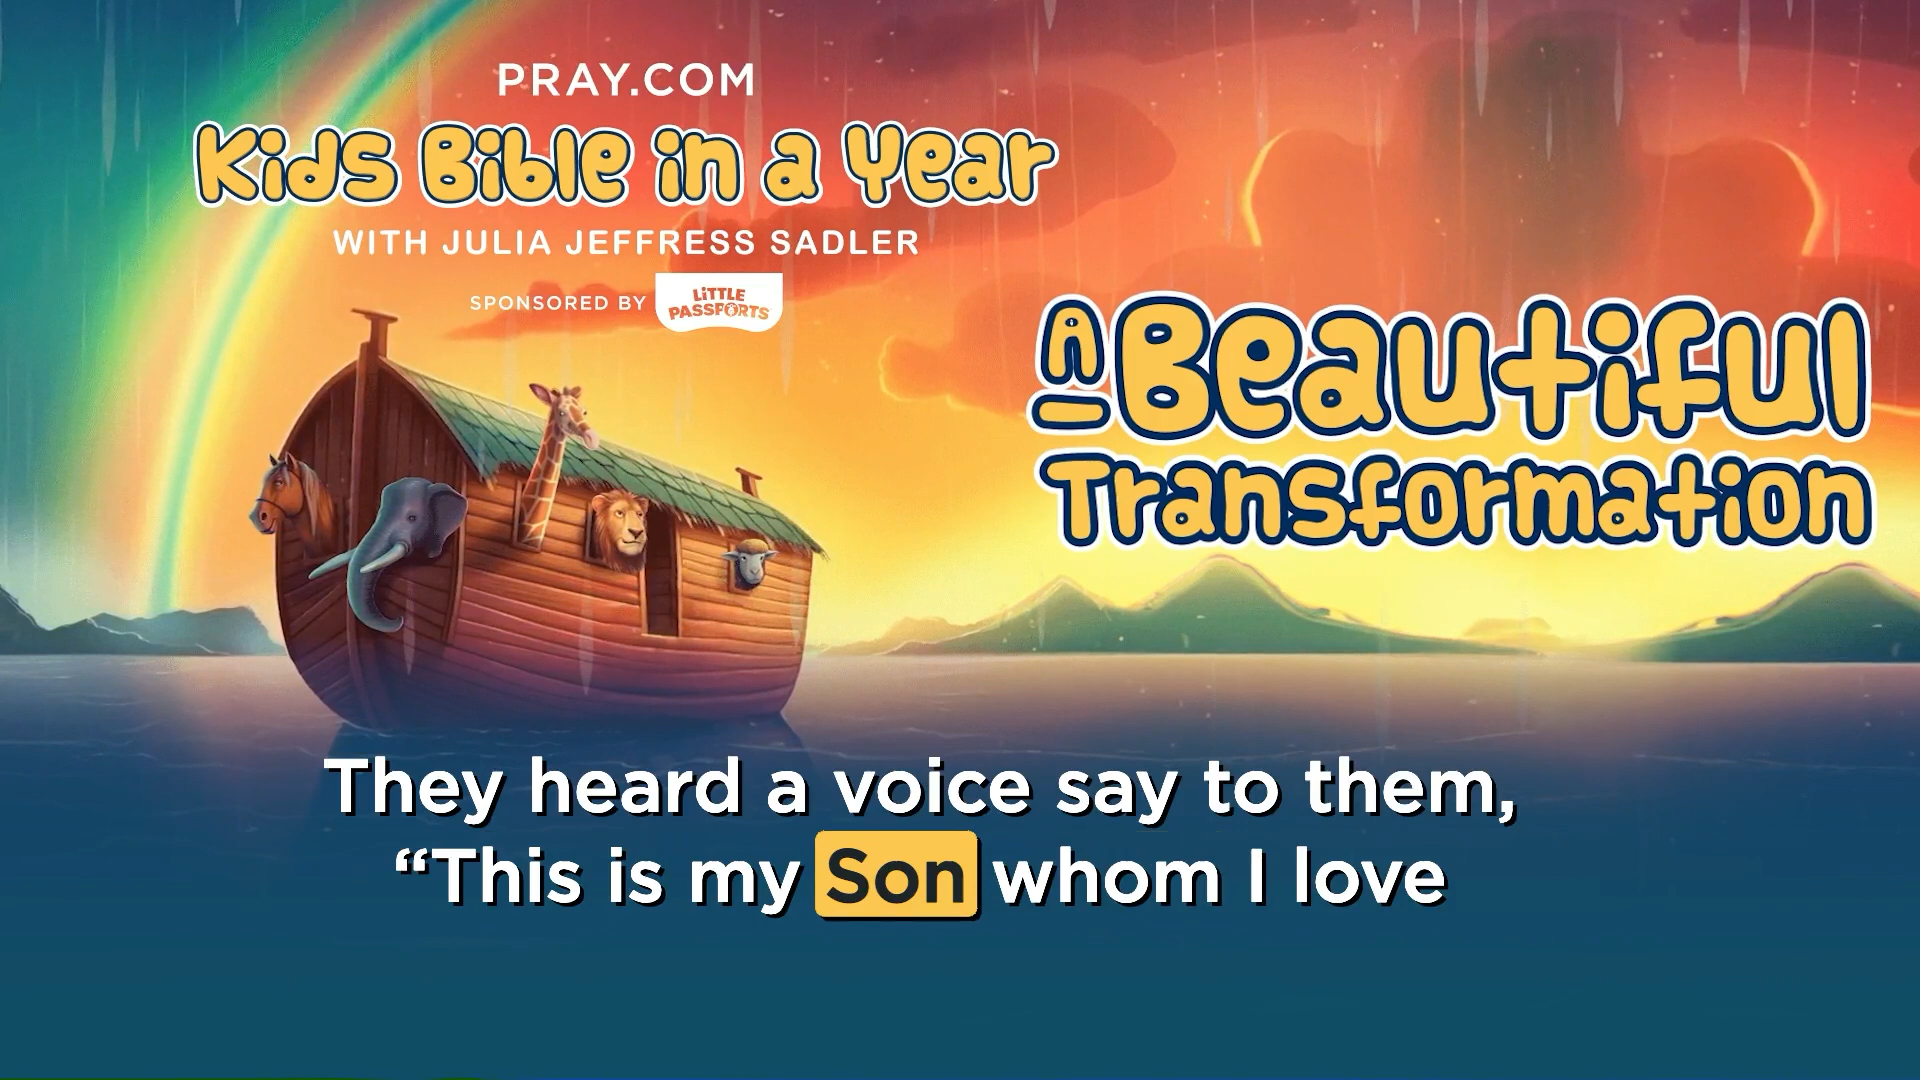 PRAY.COM
Kids Bible in a Year
WITH JULIA JEFFRESS SADLER
SPONSORED BY
LiTTLE
PASSPORTS
A Beautiful
Transformation
They heard a voice say to them,
“This is my Son whom I love